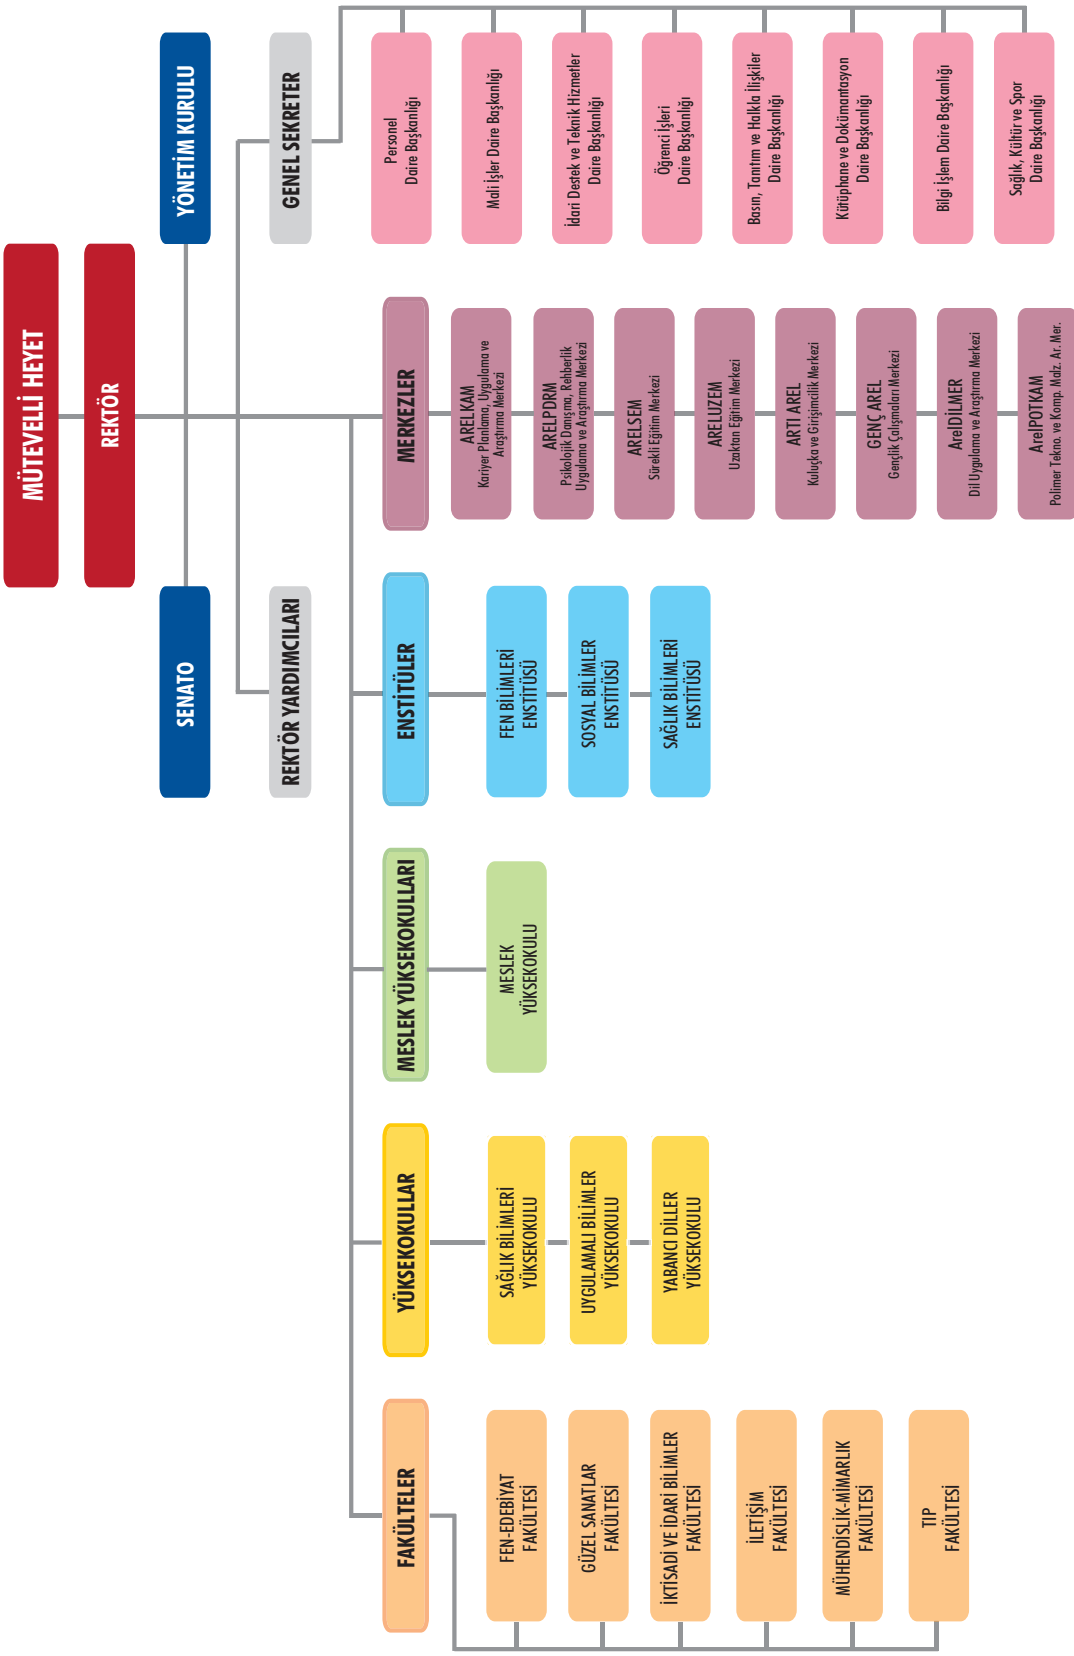 MÜTEVELLİ HEYET
REKTÖR
SENATO
YÖNETİM KURULU
REKTÖR YARDIMCILARI
GENEL SEKRETER
FAKÜLTELER
FEN-EDEBİYAT
FAKÜLTESİ
GÜZEL SANATLAR
FAKÜLTESİ
İKTİSADİ VE İDARİ BİLİMLER
FAKÜLTESİ
İLETİŞİM
FAKÜLTESİ
MÜHENDİSLİK-MİMARLIK
FAKÜLTESİ
TIP
FAKÜLTESİ
YÜKSEKOKULLAR
SAĞLIK BİLİMLERİ
YÜKSEKOKULU
UYGULAMALI BİLİMLER
YÜKSEKOKULU
YABANCI DİLLER
YÜKSEKOKULU
MESLEK YÜKSEKOKULLARI
MESLEK
YÜKSEKOKULU
ENSTİTÜLER
FEN BİLİMLERİ
ENSTİTÜSÜ
SOSYAL BİLİMLER
ENSTİTÜSÜ
SAĞLIK BİLİMLERİ
ENSTİTÜSÜ
MERKEZLER
ARELKAM
Kariyer Planlama, Uygulama ve
Araştırma Merkezi
ARELPDRM
Psikolojik Danışma, Rehberlik
Uygulama ve Araştırma Merkezi
ARELSEM
Sürekli Eğitim Merkezi
ARELUZEM
Uzaktan Eğitim Merkezi
ARTI AREL
Kuluçka ve Girişimcilik Merkezi
GENÇ AREL
Gençlik Çalışmaları Merkezi
ArelDİLMER
Dil Uygulama ve Araştırma Merkezi
ArelPOTKAM
Polimer Tekno. ve Komp. Malz. Ar. Mer.
Personel
Daire Başkanlığı
Mali İşler Daire Başkanlığı
İdari Destek ve Teknik Hizmetler
Daire Başkanlığı
Öğrenci İşleri
Daire Başkanlığı
Basın, Tanıtım ve Halkla İlişkiler
Daire Başkanlığı
Kütüphane ve Dokümantasyon
Daire Başkanlığı
Bilgi İşlem Daire Başkanlığı
Sağlık, Kültür ve Spor
Daire Başkanlığı